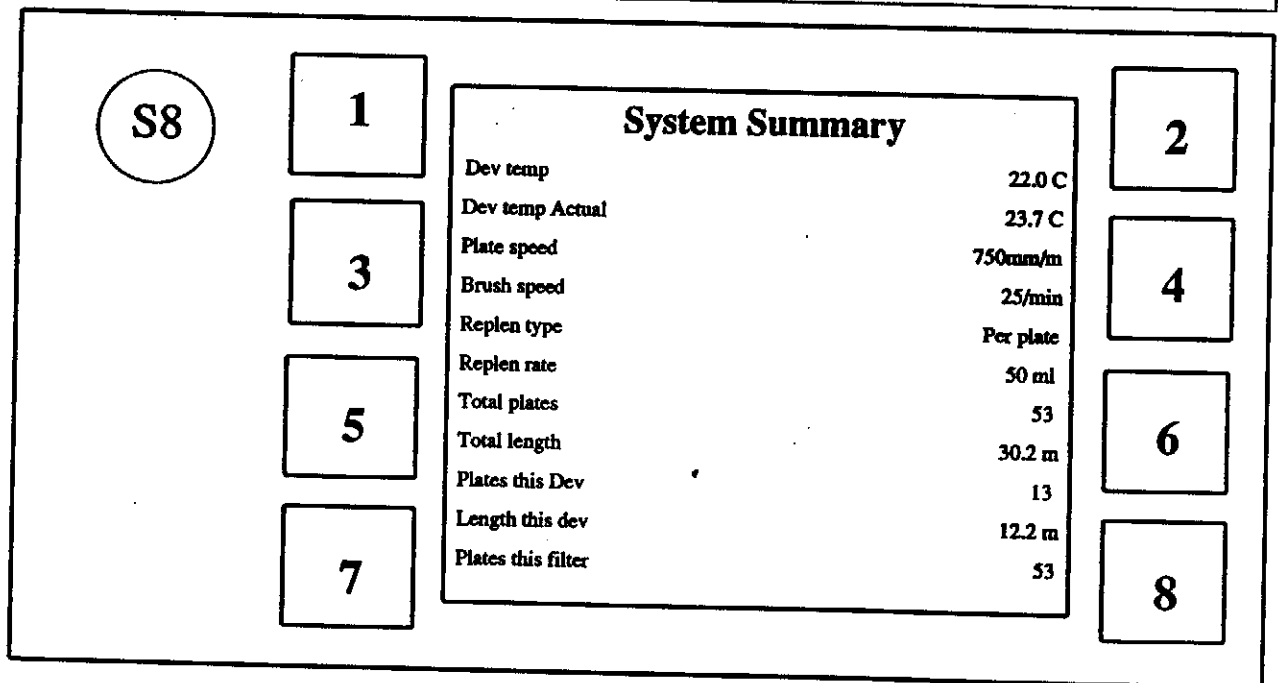 S8
1
2
3
4
5
6
7
8
System Summary
Dev temp 22.0 C
Dev temp Actual 23.7 C
Plate speed 750mm/m
Brush speed 25/min
Replen type Per plate
Replen rate 50 ml
Total plates 53
Total length 30.2 m
Plates this Dev 13
Length this dev 12.2 m
Plates this filter 53